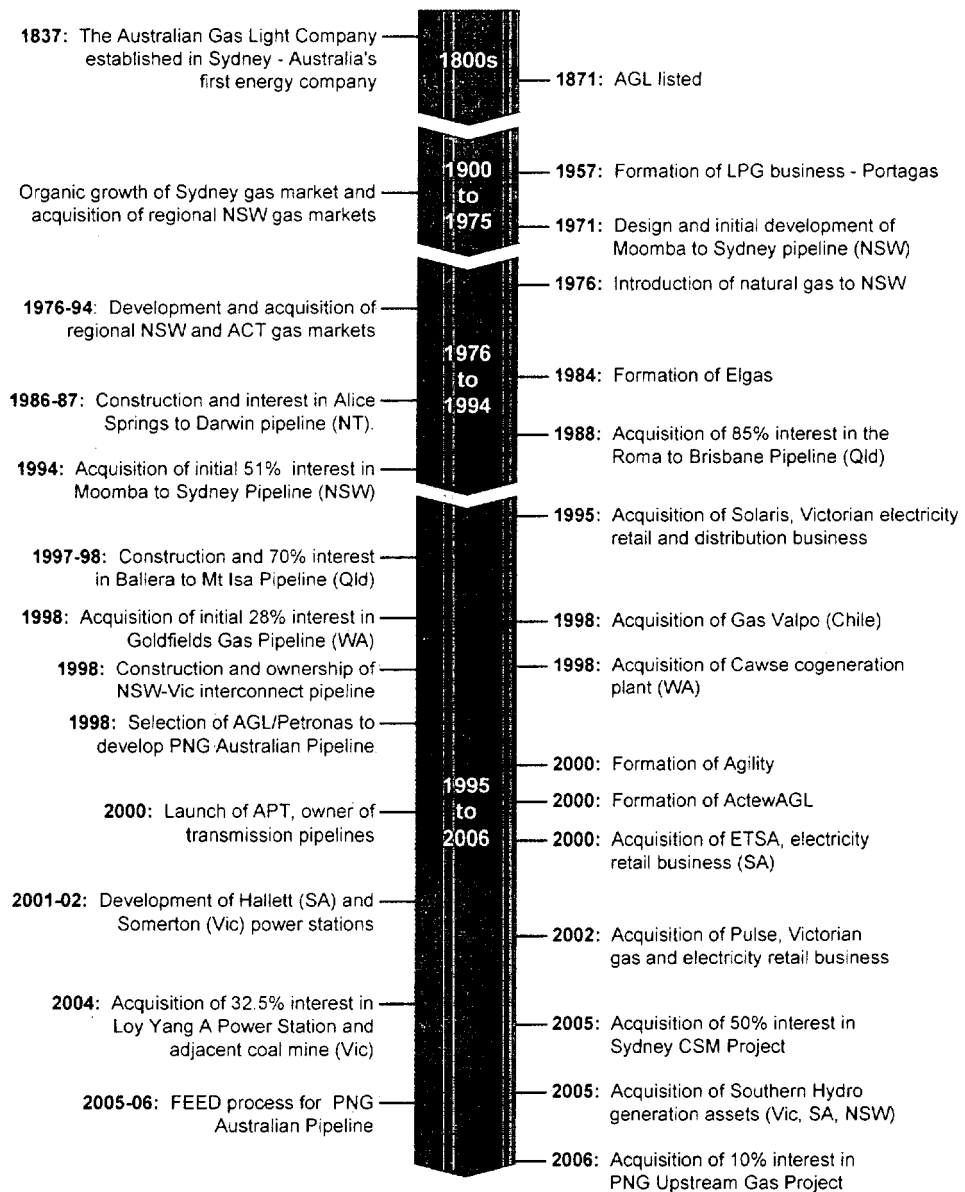 1837: The Australian Gas Light Company
established in Sydney - Australia's
first energy company
1800s
1871: AGL listed
1900
to
1975
1957: Formation of LPG business - Portagas
Organic growth of Sydney gas market and
acquisition of regional NSW gas markets
1971: Design and initial development of
Moomba to Sydney pipeline (NSW)
1976: Introduction of natural gas to NSW
1976-94: Development and acquisition of
regional NSW and ACT gas markets
1976
to
1994
1984: Formation of Elgas
1986-87: Construction and interest in Alice
Springs to Darwin pipeline (NT).
1988: Acquisition of 85% interest in the
Roma to Brisbane Pipeline (Qld)
1994: Acquisition of initial 51% interest in
Moomba to Sydney Pipeline (NSW)
1995: Acquisition of Solaris, Victorian electricity
retail and distribution business
1997-98: Construction and 70% interest
in Ballera to Mt Isa Pipeline (Qld)
1998: Acquisition of initial 28% interest in
Goldfields Gas Pipeline (WA)
1998: Acquisition of Gas Valpo (Chile)
1998: Construction and ownership of
NSW-Vic interconnect pipeline
1998: Acquisition of Cawse cogeneration
plant (WA)
1998: Selection of AGL/Petronas to
develop PNG Australian Pipeline
1995
to
2006
2000: Formation of Agility
2000: Launch of APT, owner of
transmission pipelines
2000: Formation of ActewAGL
2000: Acquisition of ETSA, electricity
retail business (SA)
2001-02: Development of Hallett (SA) and
Somerton (Vic) power stations
2002: Acquisition of Pulse, Victorian
gas and electricity retail business
2004: Acquisition of 32.5% interest in
Loy Yang A Power Station and
adjacent coal mine (Vic)
2005: Acquisition of 50% interest in
Sydney CSM Project
2005-06: FEED process for PNG
Australian Pipeline
2005: Acquisition of Southern Hydro
generation assets (Vic, SA, NSW)
2006: Acquisition of 10% interest in
PNG Upstream Gas Project